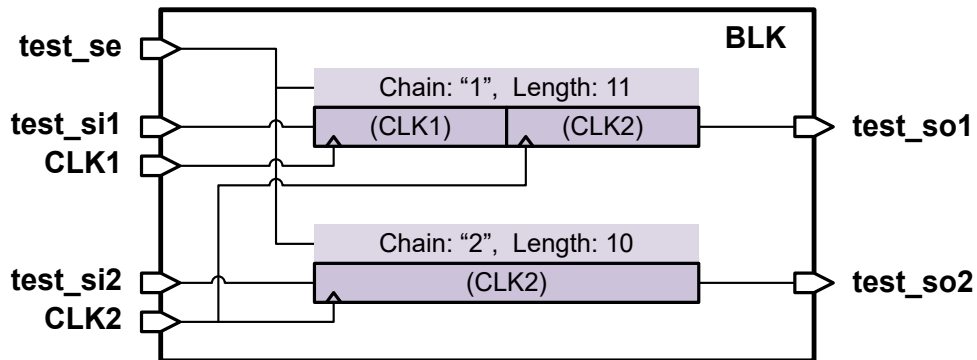 BLK
test_se
Chain: “1”, Length: 11
test_si1
(CLK1)
(CLK2)
test_so1
CLK1
Chain: “2”, Length: 10
test_si2
(CLK2)
test_so2
CLK2